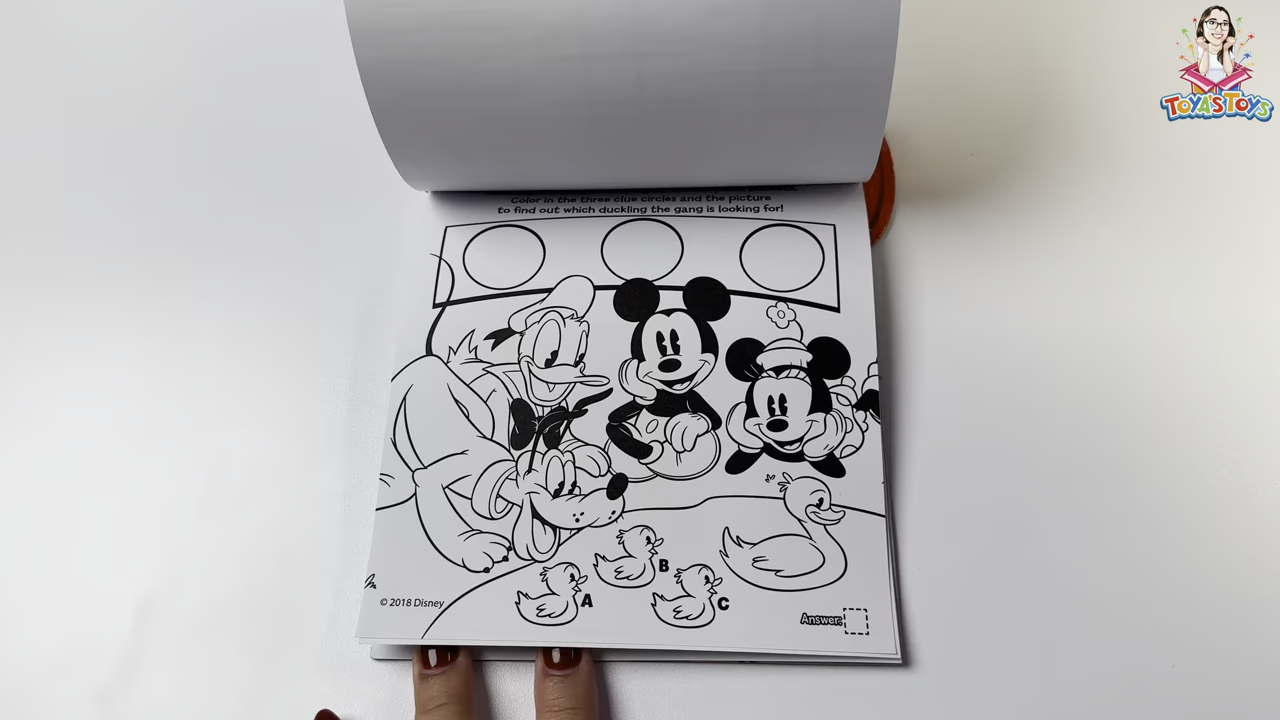 TOYA'S TOYS
Color in the three clue circles and the picture
to find out which duckling the gang is looking for!
B
A
C
© 2018 Disney
Answer: